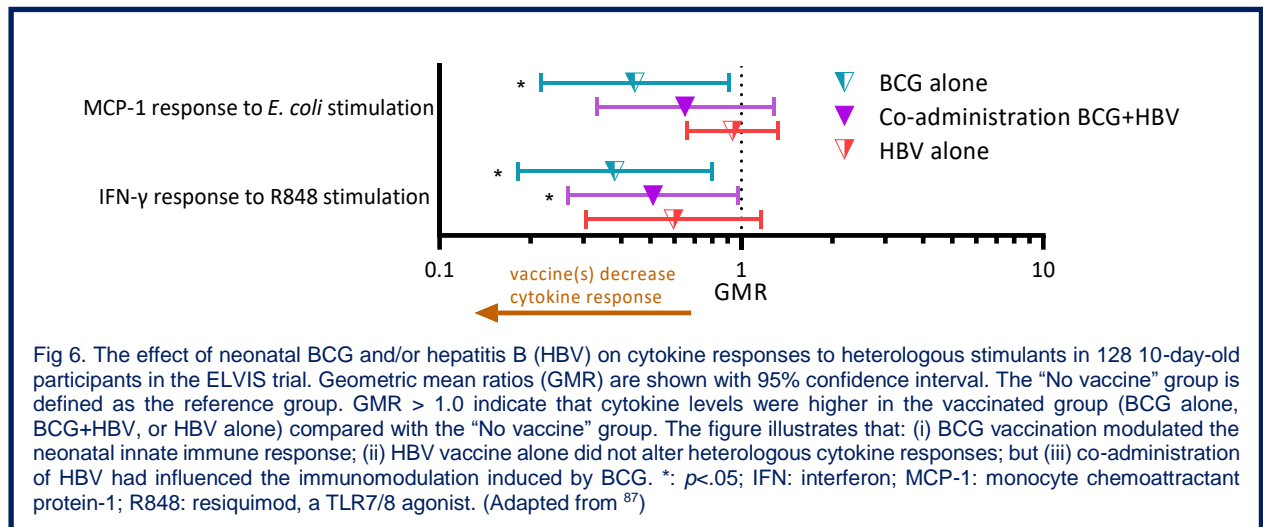 MCP-1 response to E. coli stimulation
IFN-γ response to R848 stimulation
*
*
*
BCG alone
Co-administration BCG+HBV
HBV alone
0.1
1
10
GMR
vaccine(s) decrease
cytokine response
Fig 6. The effect of neonatal BCG and/or hepatitis B (HBV) on cytokine responses to heterologous stimulants in 128 10-day-old
participants in the ELVIS trial. Geometric mean ratios (GMR) are shown with 95% confidence interval. The “No vaccine” group is
defined as the reference group. GMR > 1.0 indicate that cytokine levels were higher in the vaccinated group (BCG alone,
BCG+HBV, or HBV alone) compared with the “No vaccine” group. The figure illustrates that: (i) BCG vaccination modulated the
neonatal innate immune response; (ii) HBV vaccine alone did not alter heterologous cytokine responses; but (iii) co-administration
of HBV had influenced the immunomodulation induced by BCG. *: p<.05; IFN: interferon; MCP-1: monocyte chemoattractant
protein-1; R848: resiquimod, a TLR7/8 agonist. (Adapted from 87)